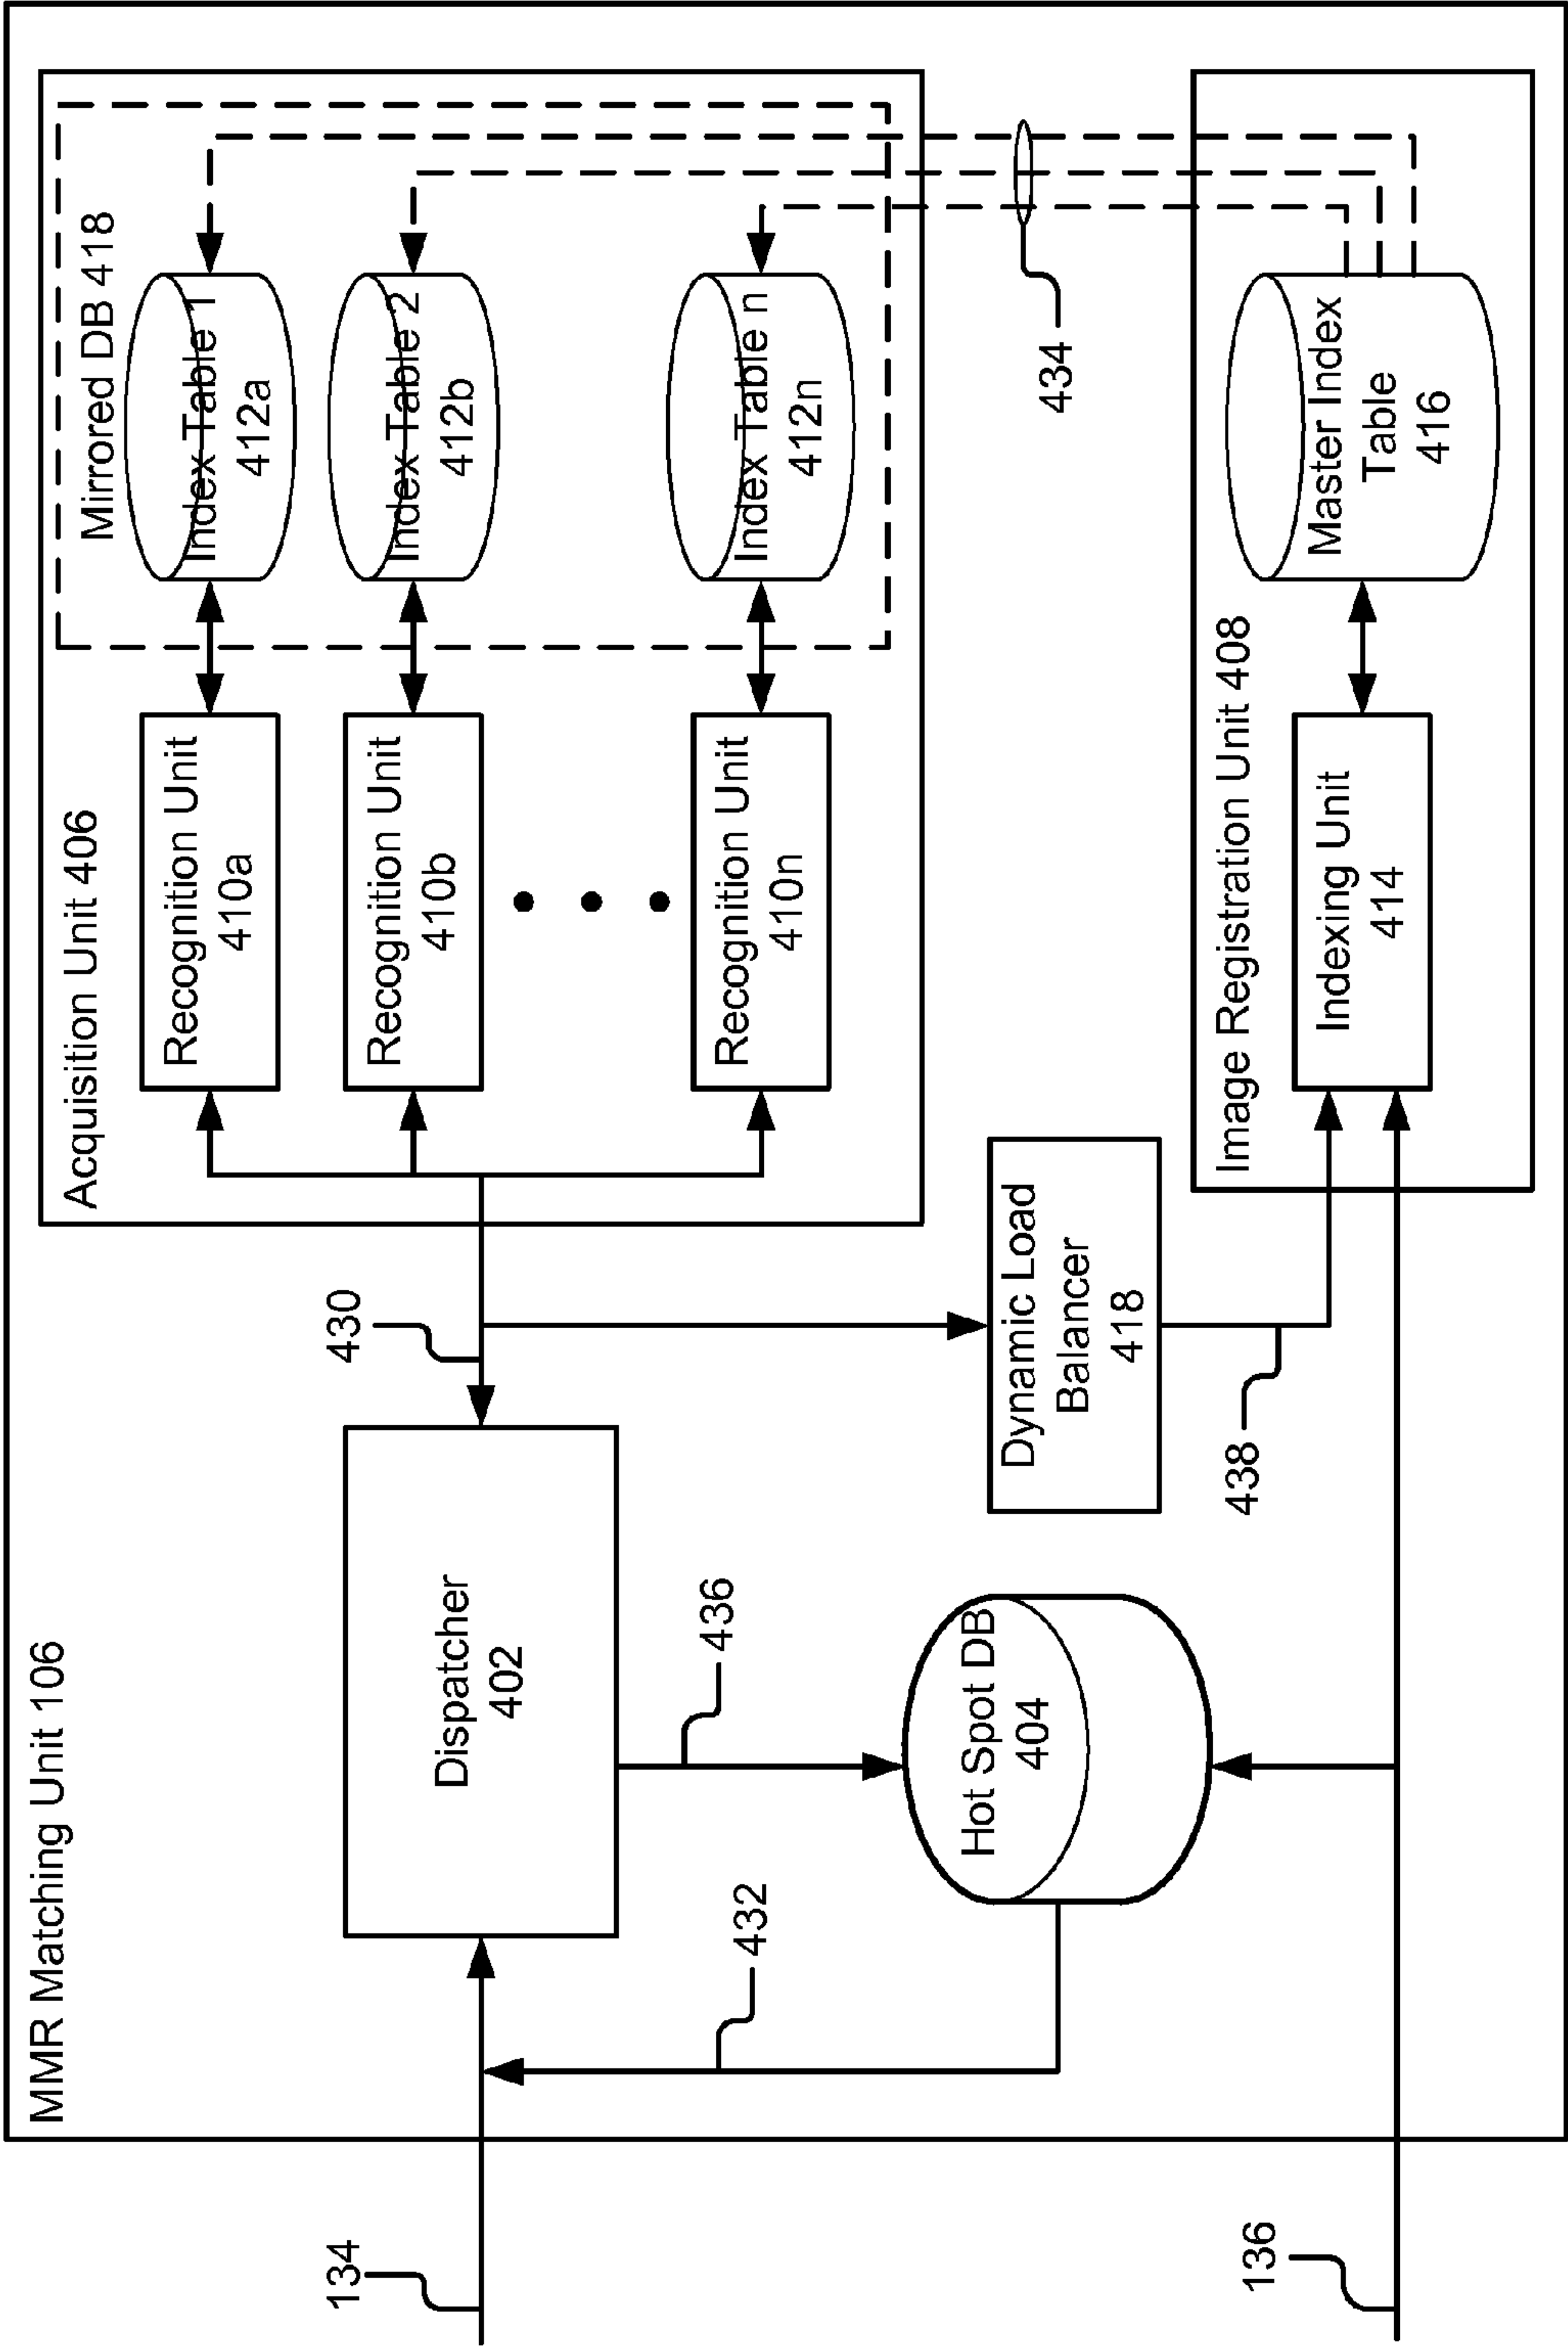 MMR Matching Unit 106
134
Dispatcher
402
430
432
436
Hot Spot DB
404
Acquisition Unit 406
Mirrored DB 418
Recognition Unit
410a
Index Table 1
412a
Recognition Unit
410b
Index Table 2
412b
Recognition Unit
410n
Index Table n
412n
Dynamic Load
Balancer
418
438
434
Image Registration Unit 408
Indexing Unit
414
Master Index
Table
416
136